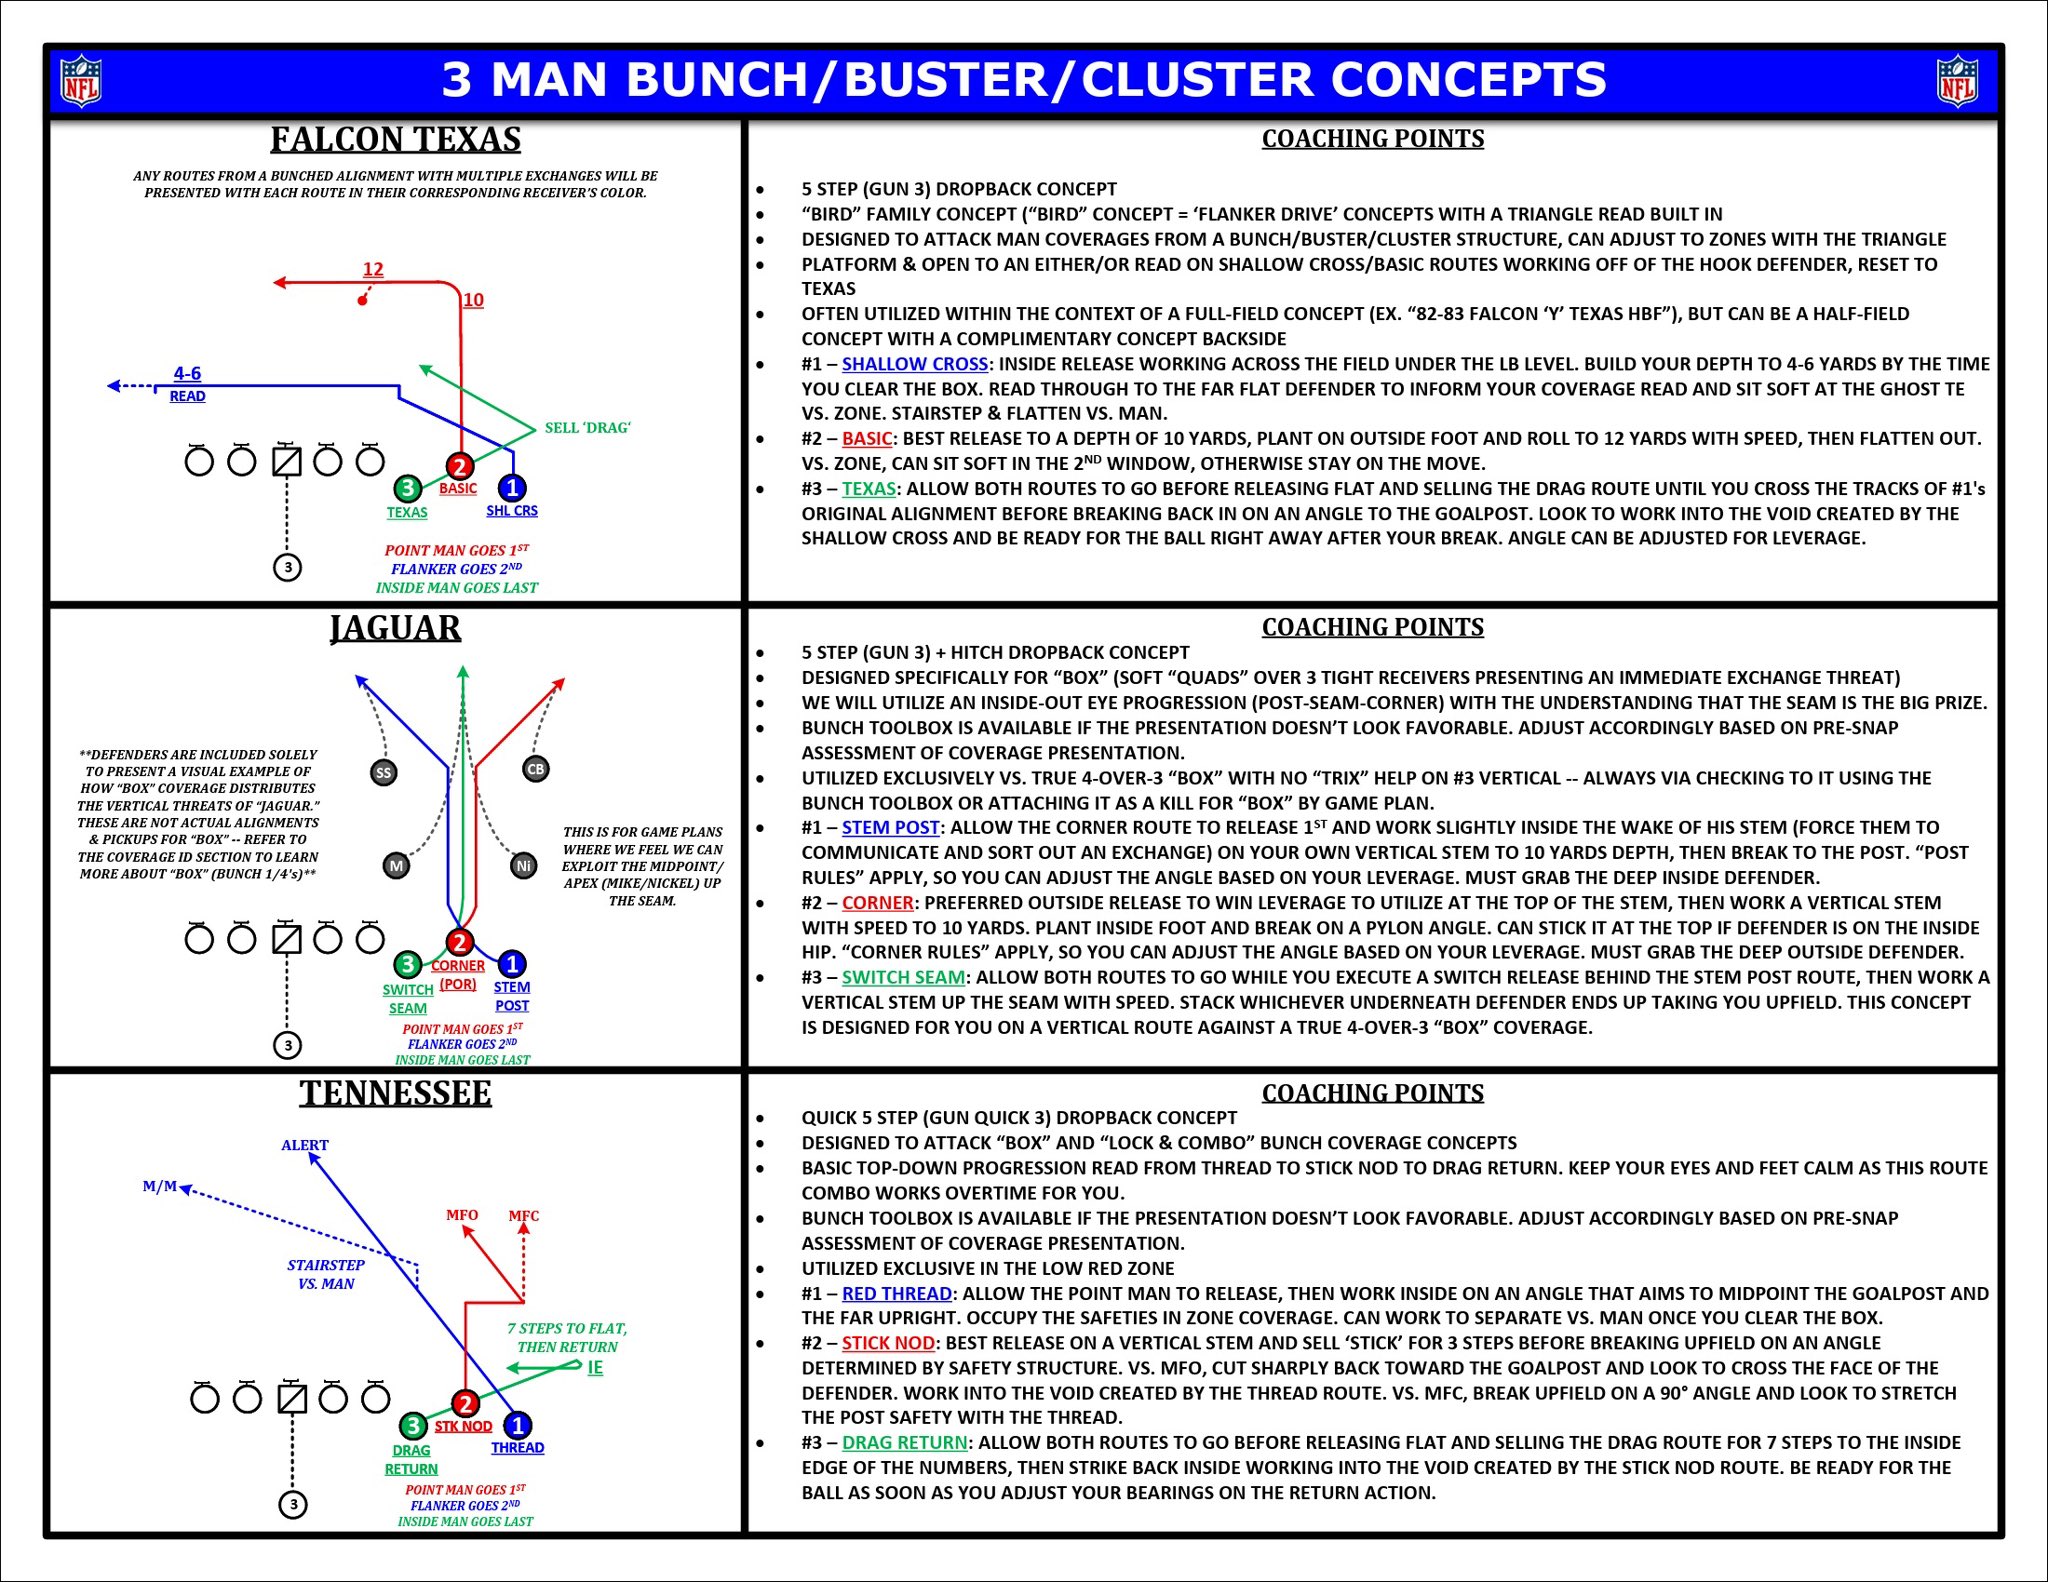 NFL
3 MAN BUNCH/BUSTER/CLUSTER CONCEPTS
NFL
FALCON TEXAS
ANY ROUTES FROM A BUNCHED ALIGNMENT WITH MULTIPLE EXCHANGES WILL BE
PRESENTED WITH EACH ROUTE IN THEIR CORRESPONDING RECEIVER'S COLOR.
12
10
4-6
READ
SELL ‘DRAG‘
2
3
1
BASIC
TEXAS
SHL CRS
POINT MAN GOES 1ST
FLANKER GOES 2ND
INSIDE MAN GOES LAST
3
COACHING POINTS
• 5 STEP (GUN 3) DROPBACK CONCEPT
• “BIRD” FAMILY CONCEPT (“BIRD” CONCEPT = ‘FLANKER DRIVE’ CONCEPTS WITH A TRIANGLE READ BUILT IN
• DESIGNED TO ATTACK MAN COVERAGES FROM A BUNCH/BUSTER/CLUSTER STRUCTURE, CAN ADJUST TO ZONES WITH THE TRIANGLE
• PLATFORM & OPEN TO AN EITHER/OR READ ON SHALLOW CROSS/BASIC ROUTES WORKING OFF OF THE HOOK DEFENDER, RESET TO
TEXAS
• OFTEN UTILIZED WITHIN THE CONTEXT OF A FULL-FIELD CONCEPT (EX. “82-83 FALCON ‘Y’ TEXAS HBF”), BUT CAN BE A HALF-FIELD
CONCEPT WITH A COMPLIMENTARY CONCEPT BACKSIDE
• #1 – SHALLOW CROSS: INSIDE RELEASE WORKING ACROSS THE FIELD UNDER THE LB LEVEL. BUILD YOUR DEPTH TO 4-6 YARDS BY THE TIME
YOU CLEAR THE BOX. READ THROUGH TO THE FAR FLAT DEFENDER TO INFORM YOUR COVERAGE READ AND SIT SOFT AT THE GHOST TE
VS. ZONE. STAIRSTEP & FLATTEN VS. MAN.
• #2 – BASIC: BEST RELEASE TO A DEPTH OF 10 YARDS, PLANT ON OUTSIDE FOOT AND ROLL TO 12 YARDS WITH SPEED, THEN FLATTEN OUT.
VS. ZONE, CAN SIT SOFT IN THE 2ND WINDOW, OTHERWISE STAY ON THE MOVE.
• #3 – TEXAS: ALLOW BOTH ROUTES TO GO BEFORE RELEASING FLAT AND SELLING THE DRAG ROUTE UNTIL YOU CROSS THE TRACKS OF #1's
ORIGINAL ALIGNMENT BEFORE BREAKING BACK IN ON AN ANGLE TO THE GOALPOST. LOOK TO WORK INTO THE VOID CREATED BY THE
SHALLOW CROSS AND BE READY FOR THE BALL RIGHT AWAY AFTER YOUR BREAK. ANGLE CAN BE ADJUSTED FOR LEVERAGE.
JAGUAR
**DEFENDERS ARE INCLUDED SOLELY
TO PRESENT A VISUAL EXAMPLE OF
HOW “BOX” COVERAGE DISTRIBUTES
THE VERTICAL THREATS OF “JAGUAR.”
THESE ARE NOT ACTUAL ALIGNMENTS
& PICKUPS FOR “BOX” -- REFER TO
THE COVERAGE ID SECTION TO LEARN
MORE ABOUT “BOX” (BUNCH 1/4's)**
SS
CB
M
Ni
THIS IS FOR GAME PLANS
WHERE WE FEEL WE CAN
EXPLOIT THE MIDPOINT/
APEX (MIKE/NICKEL) UP
THE SEAM.
2
3
1
CORNER
(POR)
SWITCH
SEAM
STEM
POST
POINT MAN GOES 1ST
FLANKER GOES 2ND
INSIDE MAN GOES LAST
3
COACHING POINTS
• 5 STEP (GUN 3) + HITCH DROPBACK CONCEPT
• DESIGNED SPECIFICALLY FOR “BOX” (SOFT “QUADS” OVER 3 TIGHT RECEIVERS PRESENTING AN IMMEDIATE EXCHANGE THREAT)
• WE WILL UTILIZE AN INSIDE-OUT EYE PROGRESSION (POST-SEAM-CORNER) WITH THE UNDERSTANDING THAT THE SEAM IS THE BIG PRIZE.
• BUNCH TOOLBOX IS AVAILABLE IF THE PRESENTATION DOESN’T LOOK FAVORABLE. ADJUST ACCORDINGLY BASED ON PRE-SNAP
ASSESSMENT OF COVERAGE PRESENTATION.
• UTILIZED EXCLUSIVELY VS. TRUE 4-OVER-3 “BOX” WITH NO “TRIX” HELP ON #3 VERTICAL -- ALWAYS VIA CHECKING TO IT USING THE
BUNCH TOOLBOX OR ATTACHING IT AS A KILL FOR “BOX” BY GAME PLAN.
• #1 – STEM POST: ALLOW THE CORNER ROUTE TO RELEASE 1ST AND WORK SLIGHTLY INSIDE THE WAKE OF HIS STEM (FORCE THEM TO
COMMUNICATE AND SORT OUT AN EXCHANGE) ON YOUR OWN VERTICAL STEM TO 10 YARDS DEPTH, THEN BREAK TO THE POST. “POST
RULES” APPLY, SO YOU CAN ADJUST THE ANGLE BASED ON YOUR LEVERAGE. MUST GRAB THE DEEP INSIDE DEFENDER.
• #2 – CORNER: PREFERRED OUTSIDE RELEASE TO WIN LEVERAGE TO UTILIZE AT THE TOP OF THE STEM, THEN WORK A VERTICAL STEM
WITH SPEED TO 10 YARDS. PLANT INSIDE FOOT AND BREAK ON A PYLON ANGLE. CAN STICK IT AT THE TOP IF DEFENDER IS ON THE INSIDE
HIP. “CORNER RULES” APPLY, SO YOU CAN ADJUST THE ANGLE BASED ON YOUR LEVERAGE. MUST GRAB THE DEEP OUTSIDE DEFENDER.
• #3 – SWITCH SEAM: ALLOW BOTH ROUTES TO GO WHILE YOU EXECUTE A SWITCH RELEASE BEHIND THE STEM POST ROUTE, THEN WORK A
VERTICAL STEM UP THE SEAM WITH SPEED. STACK WHICHEVER UNDERNEATH DEFENDER ENDS UP TAKING YOU UPFIELD. THIS CONCEPT
IS DESIGNED FOR YOU ON A VERTICAL ROUTE AGAINST A TRUE 4-OVER-3 “BOX” COVERAGE.
TENNESSEE
ALERT
M/M
MFO
MFC
STAIRSTEP
VS. MAN
7 STEPS TO FLAT,
THEN RETURN
IE
2
3
1
STK NOD
DRAG
RETURN
THREAD
POINT MAN GOES 1ST
FLANKER GOES 2ND
INSIDE MAN GOES LAST
3
COACHING POINTS
• QUICK 5 STEP (GUN QUICK 3) DROPBACK CONCEPT
• DESIGNED TO ATTACK “BOX” AND “LOCK & COMBO” BUNCH COVERAGE CONCEPTS
• BASIC TOP-DOWN PROGRESSION READ FROM THREAD TO STICK NOD TO DRAG RETURN. KEEP YOUR EYES AND FEET CALM AS THIS ROUTE
COMBO WORKS OVERTIME FOR YOU.
• BUNCH TOOLBOX IS AVAILABLE IF THE PRESENTATION DOESN’T LOOK FAVORABLE. ADJUST ACCORDINGLY BASED ON PRE-SNAP
ASSESSMENT OF COVERAGE PRESENTATION.
• UTILIZED EXCLUSIVE IN THE LOW RED ZONE
• #1 – RED THREAD: ALLOW THE POINT MAN TO RELEASE, THEN WORK INSIDE ON AN ANGLE THAT AIMS TO MIDPOINT THE GOALPOST AND
THE FAR UPRIGHT. OCCUPY THE SAFETIES IN ZONE COVERAGE. CAN WORK TO SEPARATE VS. MAN ONCE YOU CLEAR THE BOX.
• #2 – STICK NOD: BEST RELEASE ON A VERTICAL STEM AND SELL ‘STICK’ FOR 3 STEPS BEFORE BREAKING UPFIELD ON AN ANGLE
DETERMINED BY SAFETY STRUCTURE. VS. MFO, CUT SHARPLY BACK TOWARD THE GOALPOST AND LOOK TO CROSS THE FACE OF THE
DEFENDER. WORK INTO THE VOID CREATED BY THE THREAD ROUTE. VS. MFC, BREAK UPFIELD ON A 90° ANGLE AND LOOK TO STRETCH
THE POST SAFETY WITH THE THREAD.
• #3 – DRAG RETURN: ALLOW BOTH ROUTES TO GO BEFORE RELEASING FLAT AND SELLING THE DRAG ROUTE FOR 7 STEPS TO THE INSIDE
EDGE OF THE NUMBERS, THEN STRIKE BACK INSIDE WORKING INTO THE VOID CREATED BY THE STICK NOD ROUTE. BE READY FOR THE
BALL AS SOON AS YOU ADJUST YOUR BEARINGS ON THE RETURN ACTION.